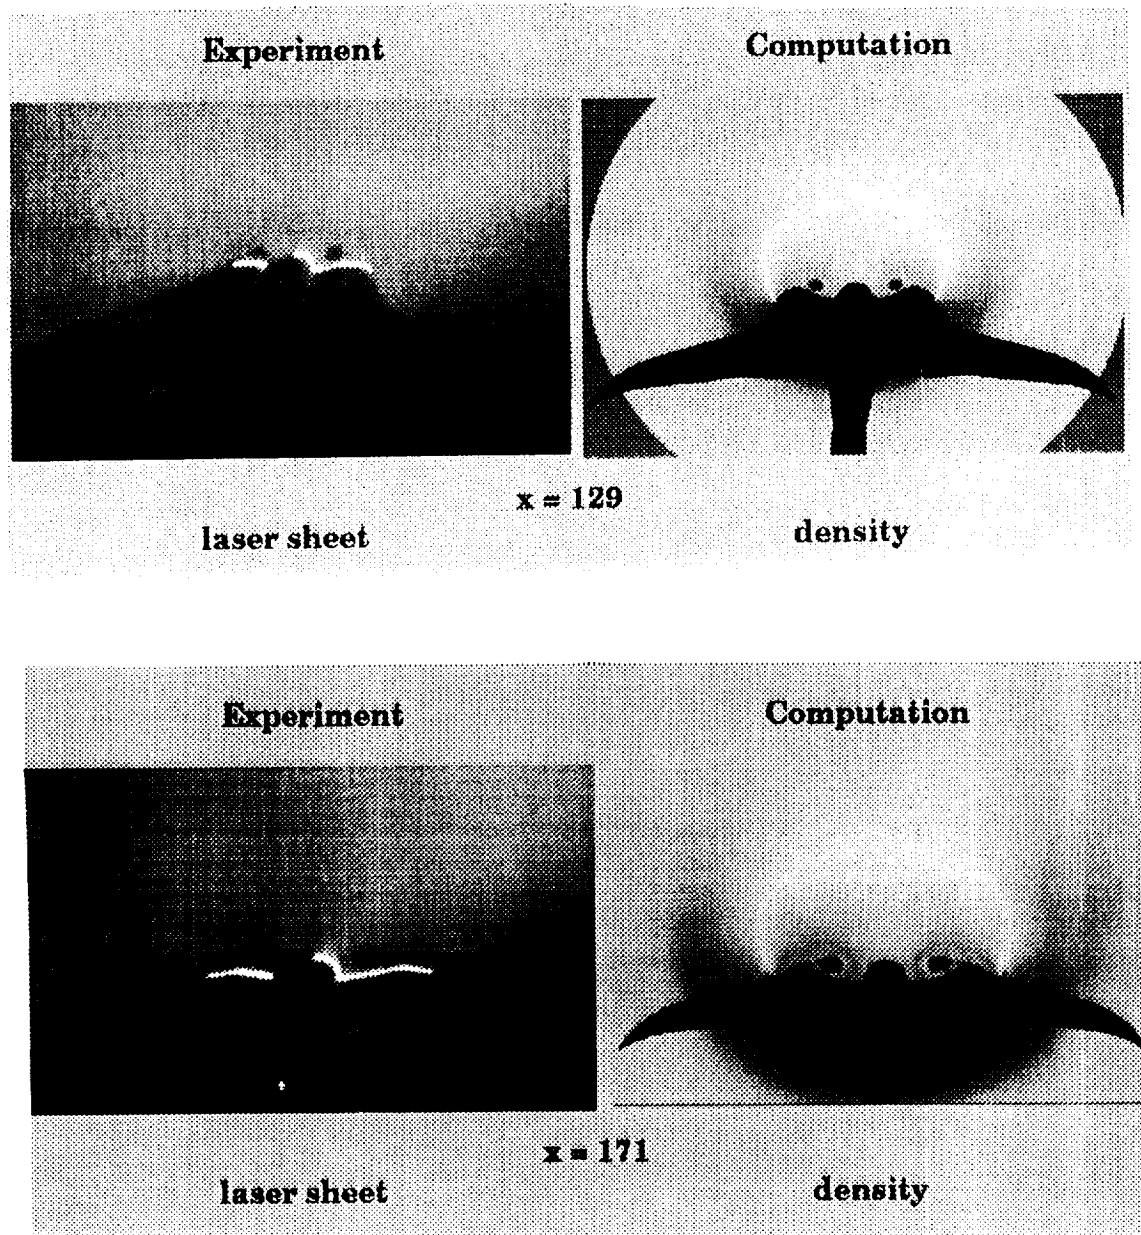 Experiment Computation
x = 129
laser sheet density
Experiment Computation
x = 171
laser sheet density